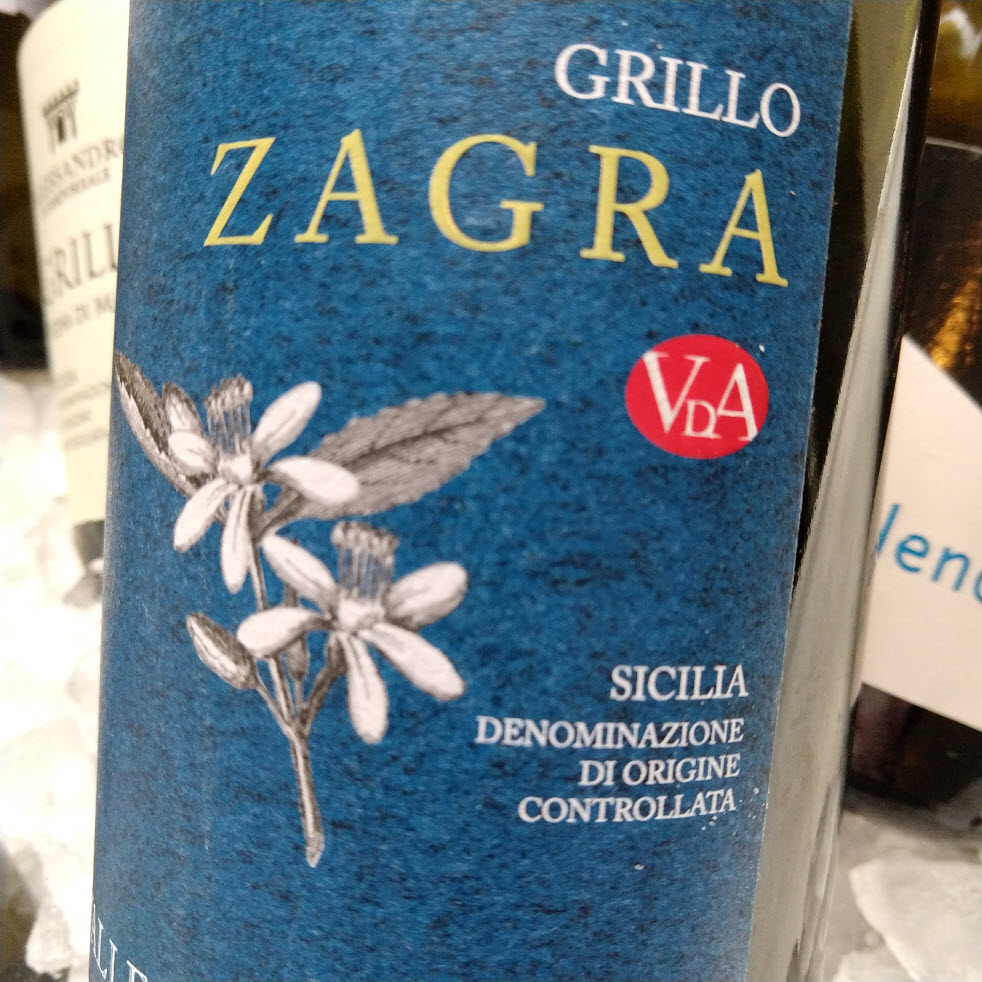 GRILLO
ZAGRA
VDA
SICILIA
DENOMINAZIONE
DI ORIGINE
CONTROLLATA